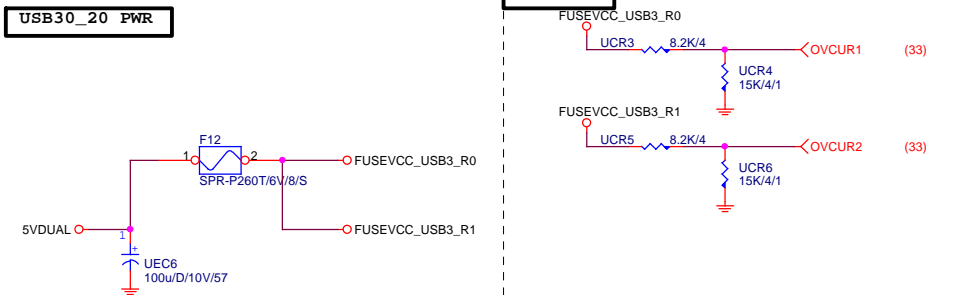 USB30_20 PWR
F12
1
2
SPR-P260T/6V/8/S
FUSEVCC_USB3_R0
FUSEVCC_USB3_R1
5VDUAL
1
+
UEC6
100u/D/10V/57
FUSEVCC_USB3_R0
UCR3
8.2K/4
OVCUR1
(33)
UCR4
15K/4/1
FUSEVCC_USB3_R1
UCR5
8.2K/4
OVCUR2
(33)
UCR6
15K/4/1